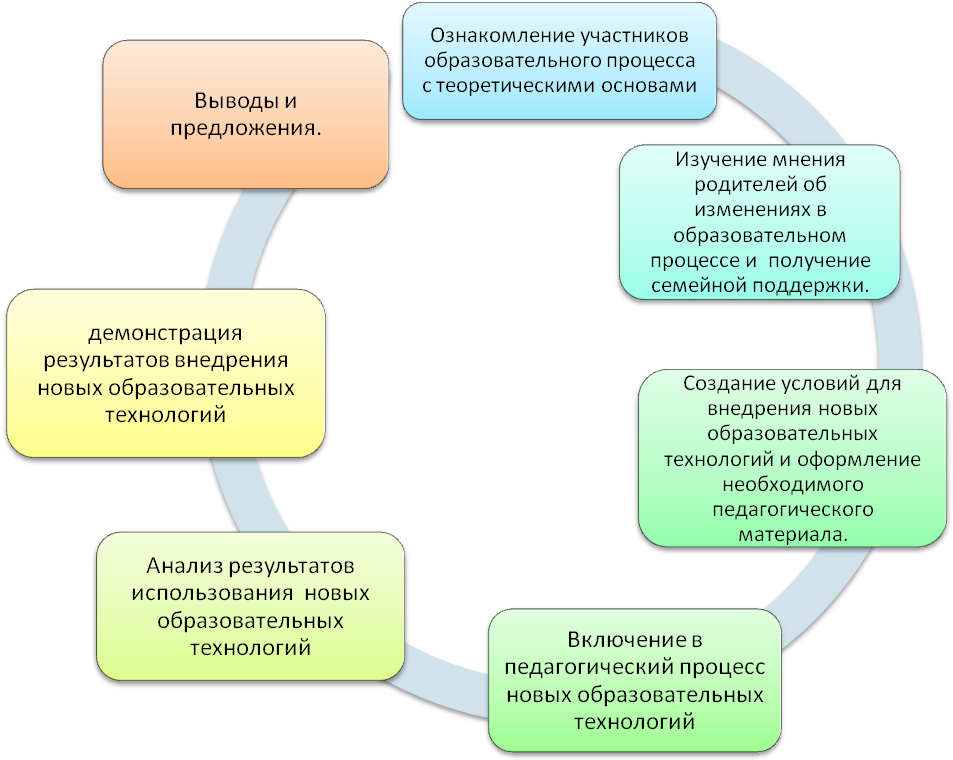 Ознакомление участников
образовательного процесса
с теоретическими основами
Изучение мнения
родителей об
изменениях в
образовательном
процессе и получение
семейной поддержки.
Создание условий для
внедрения новых
образовательных
технологий и оформление
необходимого
педагогического
материала.
Включение в
педагогический процесс
новых образовательных
технологий
Анализ результатов
использования новых
образовательных
технологий
демонстрация
результатов внедрения
новых образовательных
технологий
Выводы и
предложения.